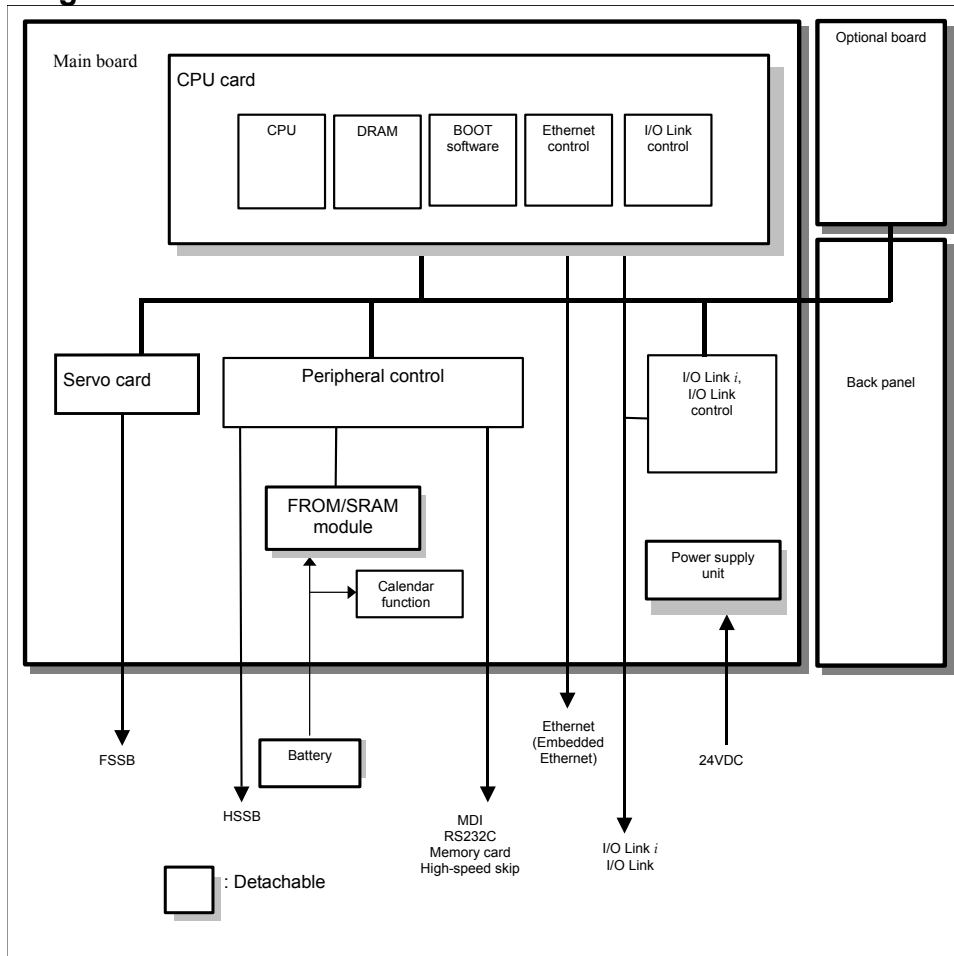 Main board
CPU card
CPU
DRAM
BOOT
software
Ethernet
control
I/O Link
control
Optional board
Servo card
Peripheral control
I/O Link i,
I/O Link
control
Back panel
FROM/SRAM
module
Calendar
function
Power supply
unit
FSSB
Battery
HSSB
MDI
RS232C
Memory card
High-speed skip
Ethernet
(Embedded
Ethernet)
24VDC
I/O Link i
I/O Link
: Detachable